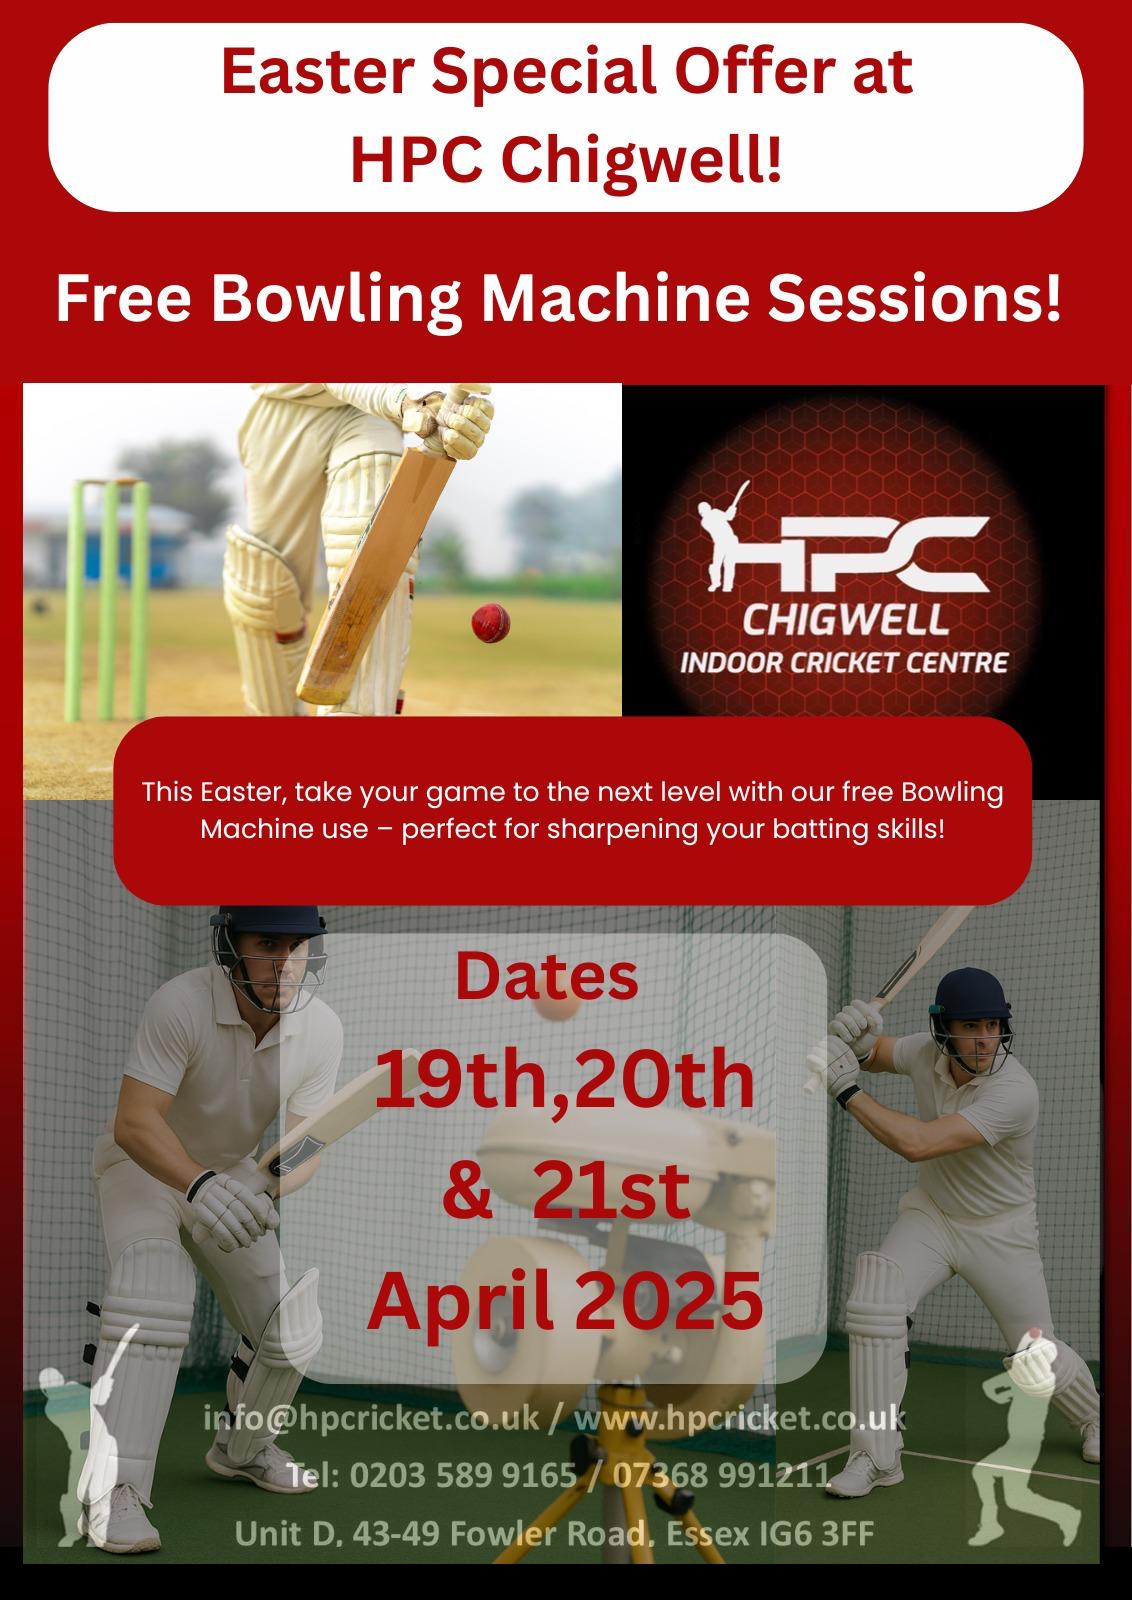 Easter Special Offer at
HPC Chigwell!
Free Bowling Machine Sessions!
HPC
CHIGWELL
INDOOR CRICKET CENTRE
This Easter, take your game to the next level with our free Bowling
Machine use – perfect for sharpening your batting skills!
Dates
19th,20th
& 21st
April 2025
info@hpcricket.co.uk / www.hpcricket.co.uk
Tel: 0203 589 9165 / 07368 991211
Unit D, 43-49 Fowler Road, Essex IG6 3FF